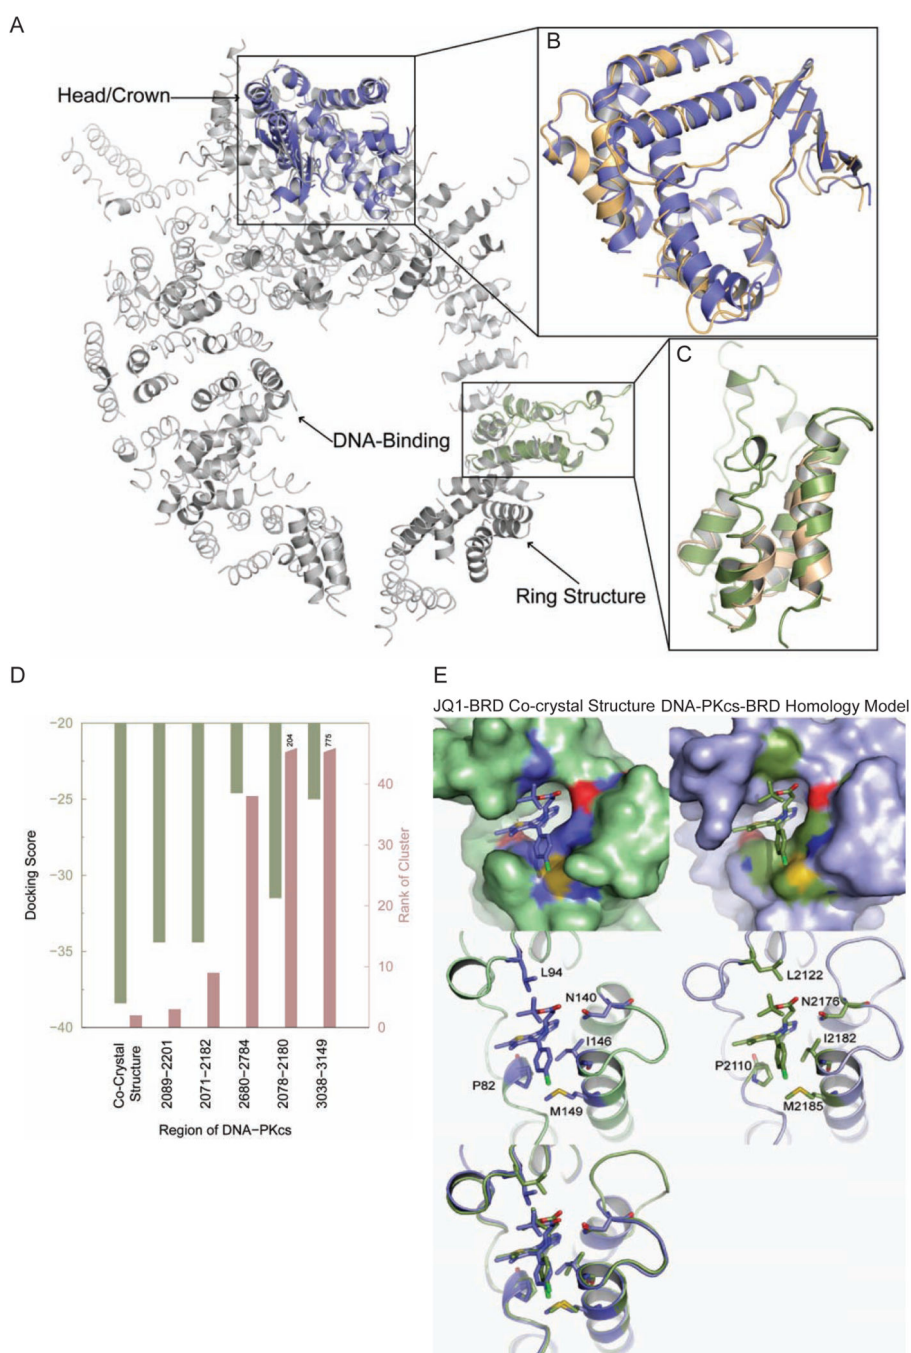 A
B
Head/Crown
C
DNA-Binding
Ring Structure
D
E
JQ1-BRD Co-crystal Structure DNA-PKcs-BRD Homology Model
−20
−25
−30
−35
−40
Docking Score
204
775
40
30
20
10
0
Rank of Cluster
Co-Crystal
Structure
2089−2201
2071−2182
2680−2784
2078−2180
3038−3149
Region of DNA−PKcs
L94
N140
I146
P82
M149
L2122
N2176
I2182
P2110
M2185